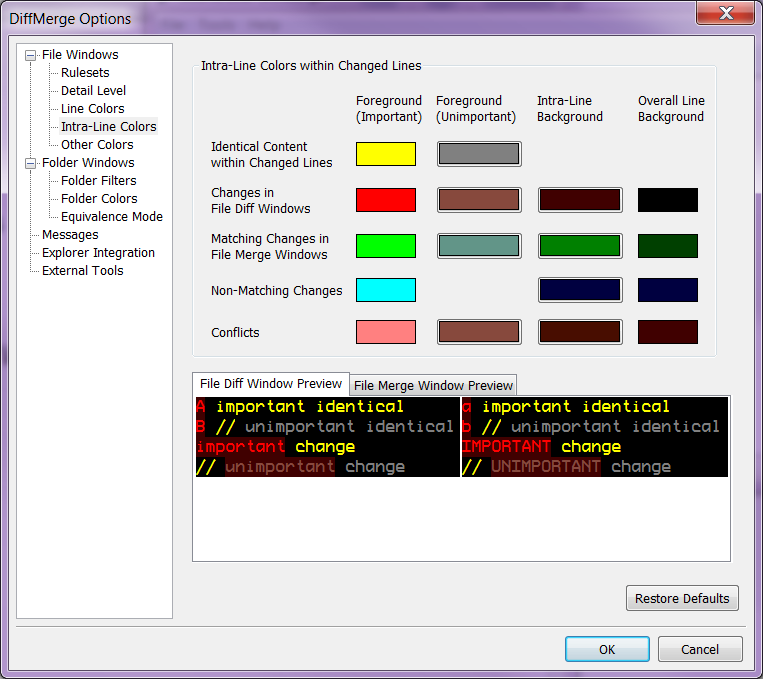 DiffMerge Options
File Windows
Rulesets
Detail Level
Line Colors
Intra-Line Colors
Other Colors
Folder Windows
Folder Filters
Folder Colors
Equivalence Mode
Messages
Explorer Integration
External Tools
Intra-Line Colors within Changed Lines
Foreground
(Important)
Foreground
(Unimportant)
Intra-Line
Background
Overall Line
Background
Identical Content
within Changed Lines
Changes in
File Diff Windows
Matching Changes in
File Merge Windows
Non-Matching Changes
Conflicts
File Diff Window Preview
File Merge Window Preview
A important identical
B // unimportant identical
important change
// unimportant change
a important identical
b // unimportant identical
IMPORTANT change
// UNIMPORTANT change
Restore Defaults
OK
Cancel